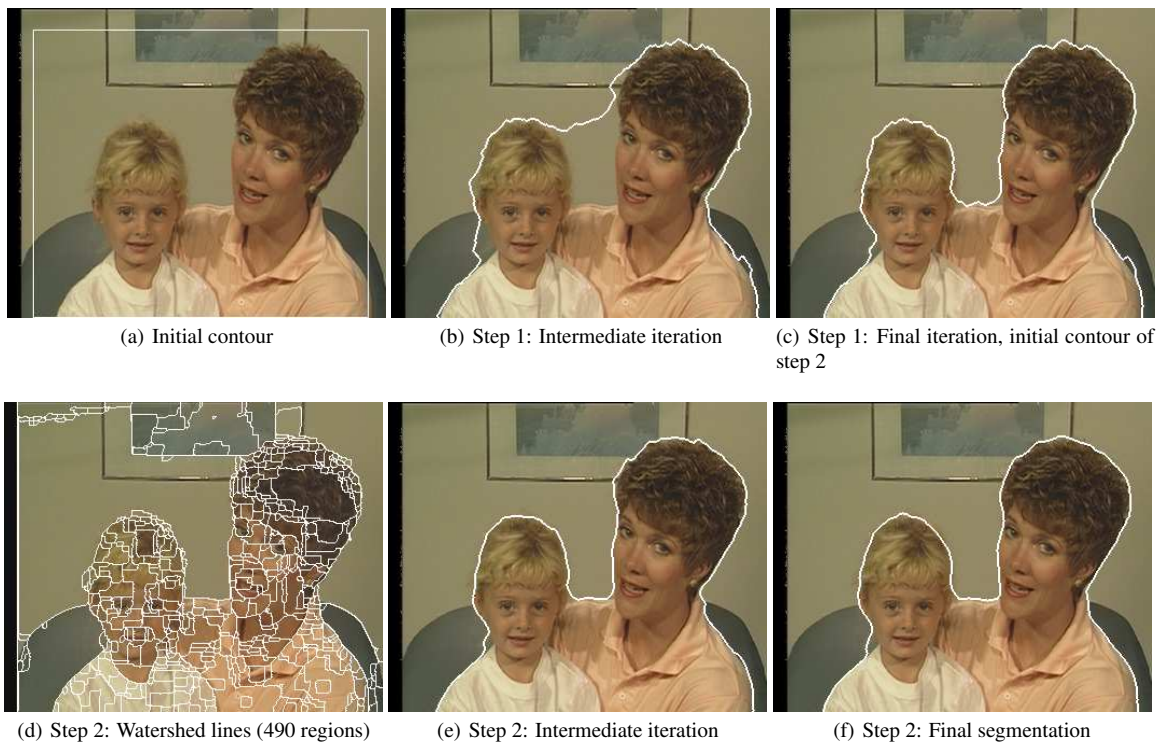 (a) Initial contour
(b) Step 1: Intermediate iteration
(c) Step 1: Final iteration, initial contour of
step 2
(d) Step 2: Watershed lines (490 regions)
(e) Step 2: Intermediate iteration
(f) Step 2: Final segmentation